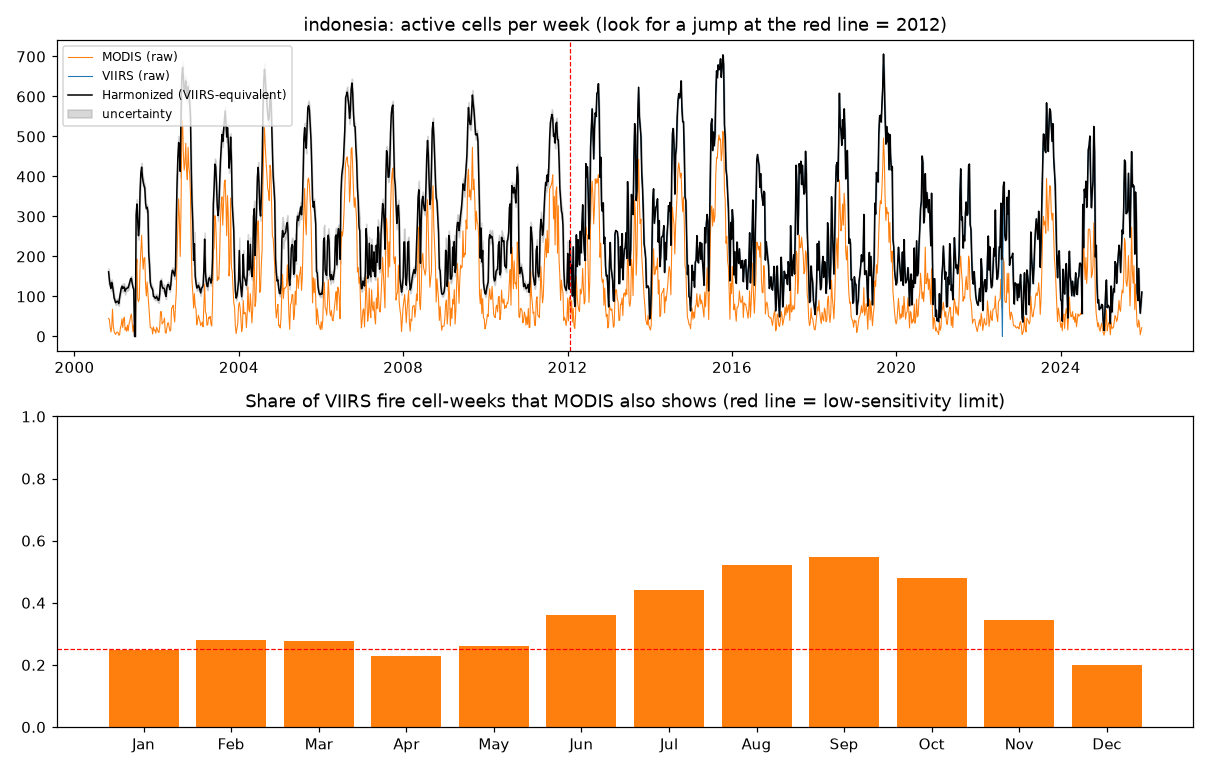 indonesia: active cells per week (look for a jump at the red line = 2012)
MODIS (raw)
VIIRS (raw)
Harmonized (VIIRS-equivalent)
uncertainty
700
600
500
400
300
200
100
0
2000 2004 2008 2012 2016 2020 2024
Share of VIIRS fire cell-weeks that MODIS also shows (red line = low-sensitivity limit)
1.0
0.8
0.6
0.4
0.2
0.0
Jan Feb Mar Apr May Jun Jul Aug Sep Oct Nov Dec